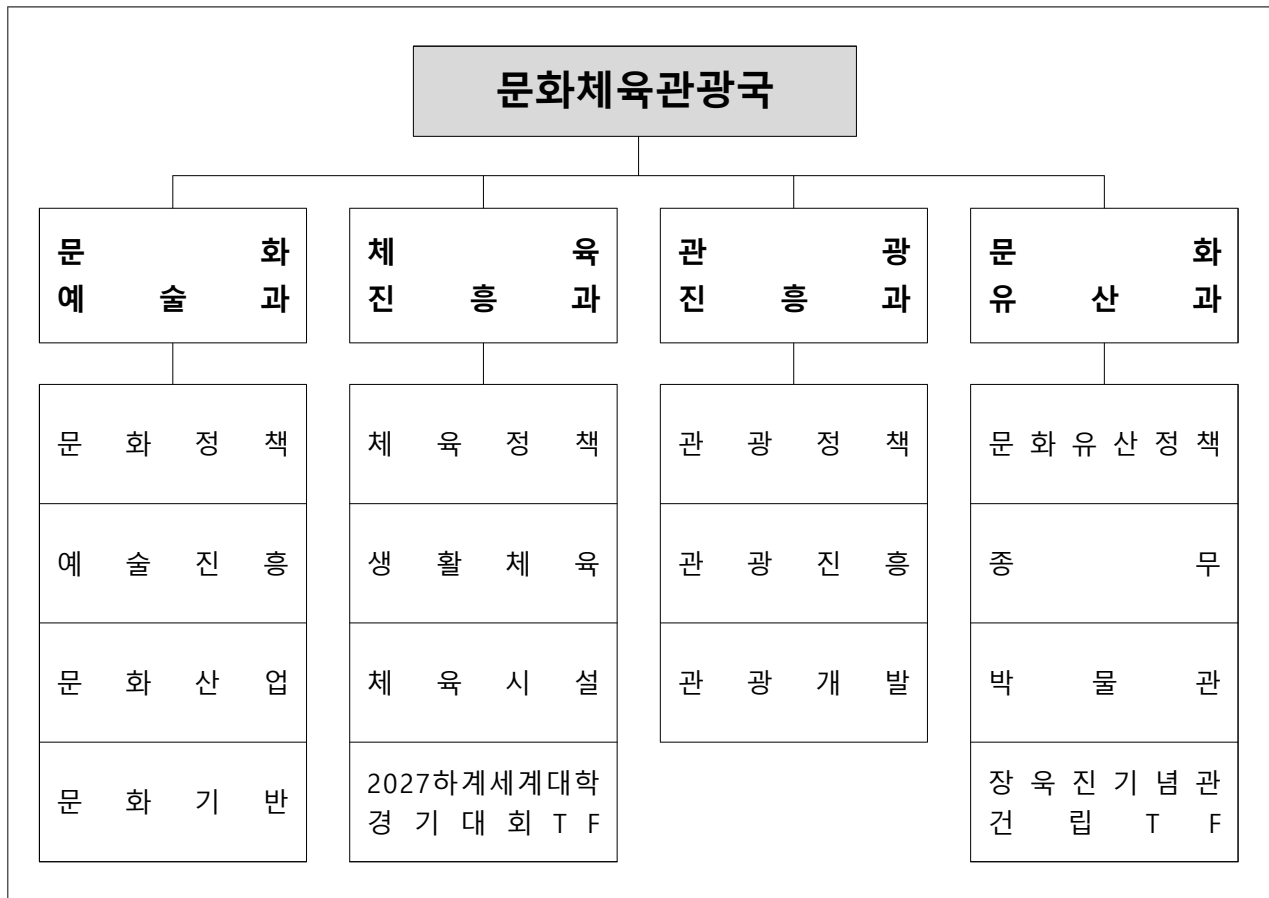 문화체육관광국
문화
예술과
체육
진흥과
관광
진흥과
문화
유산과
문화정책
예술진흥
문화산업
문화기반
체육정책
생활체육
체육시설
2027하계세계대학
경기대회TF
관광정책
관광진흥
관광개발
문화유산정책
종무
박물관
장욱진기념관
건립TF